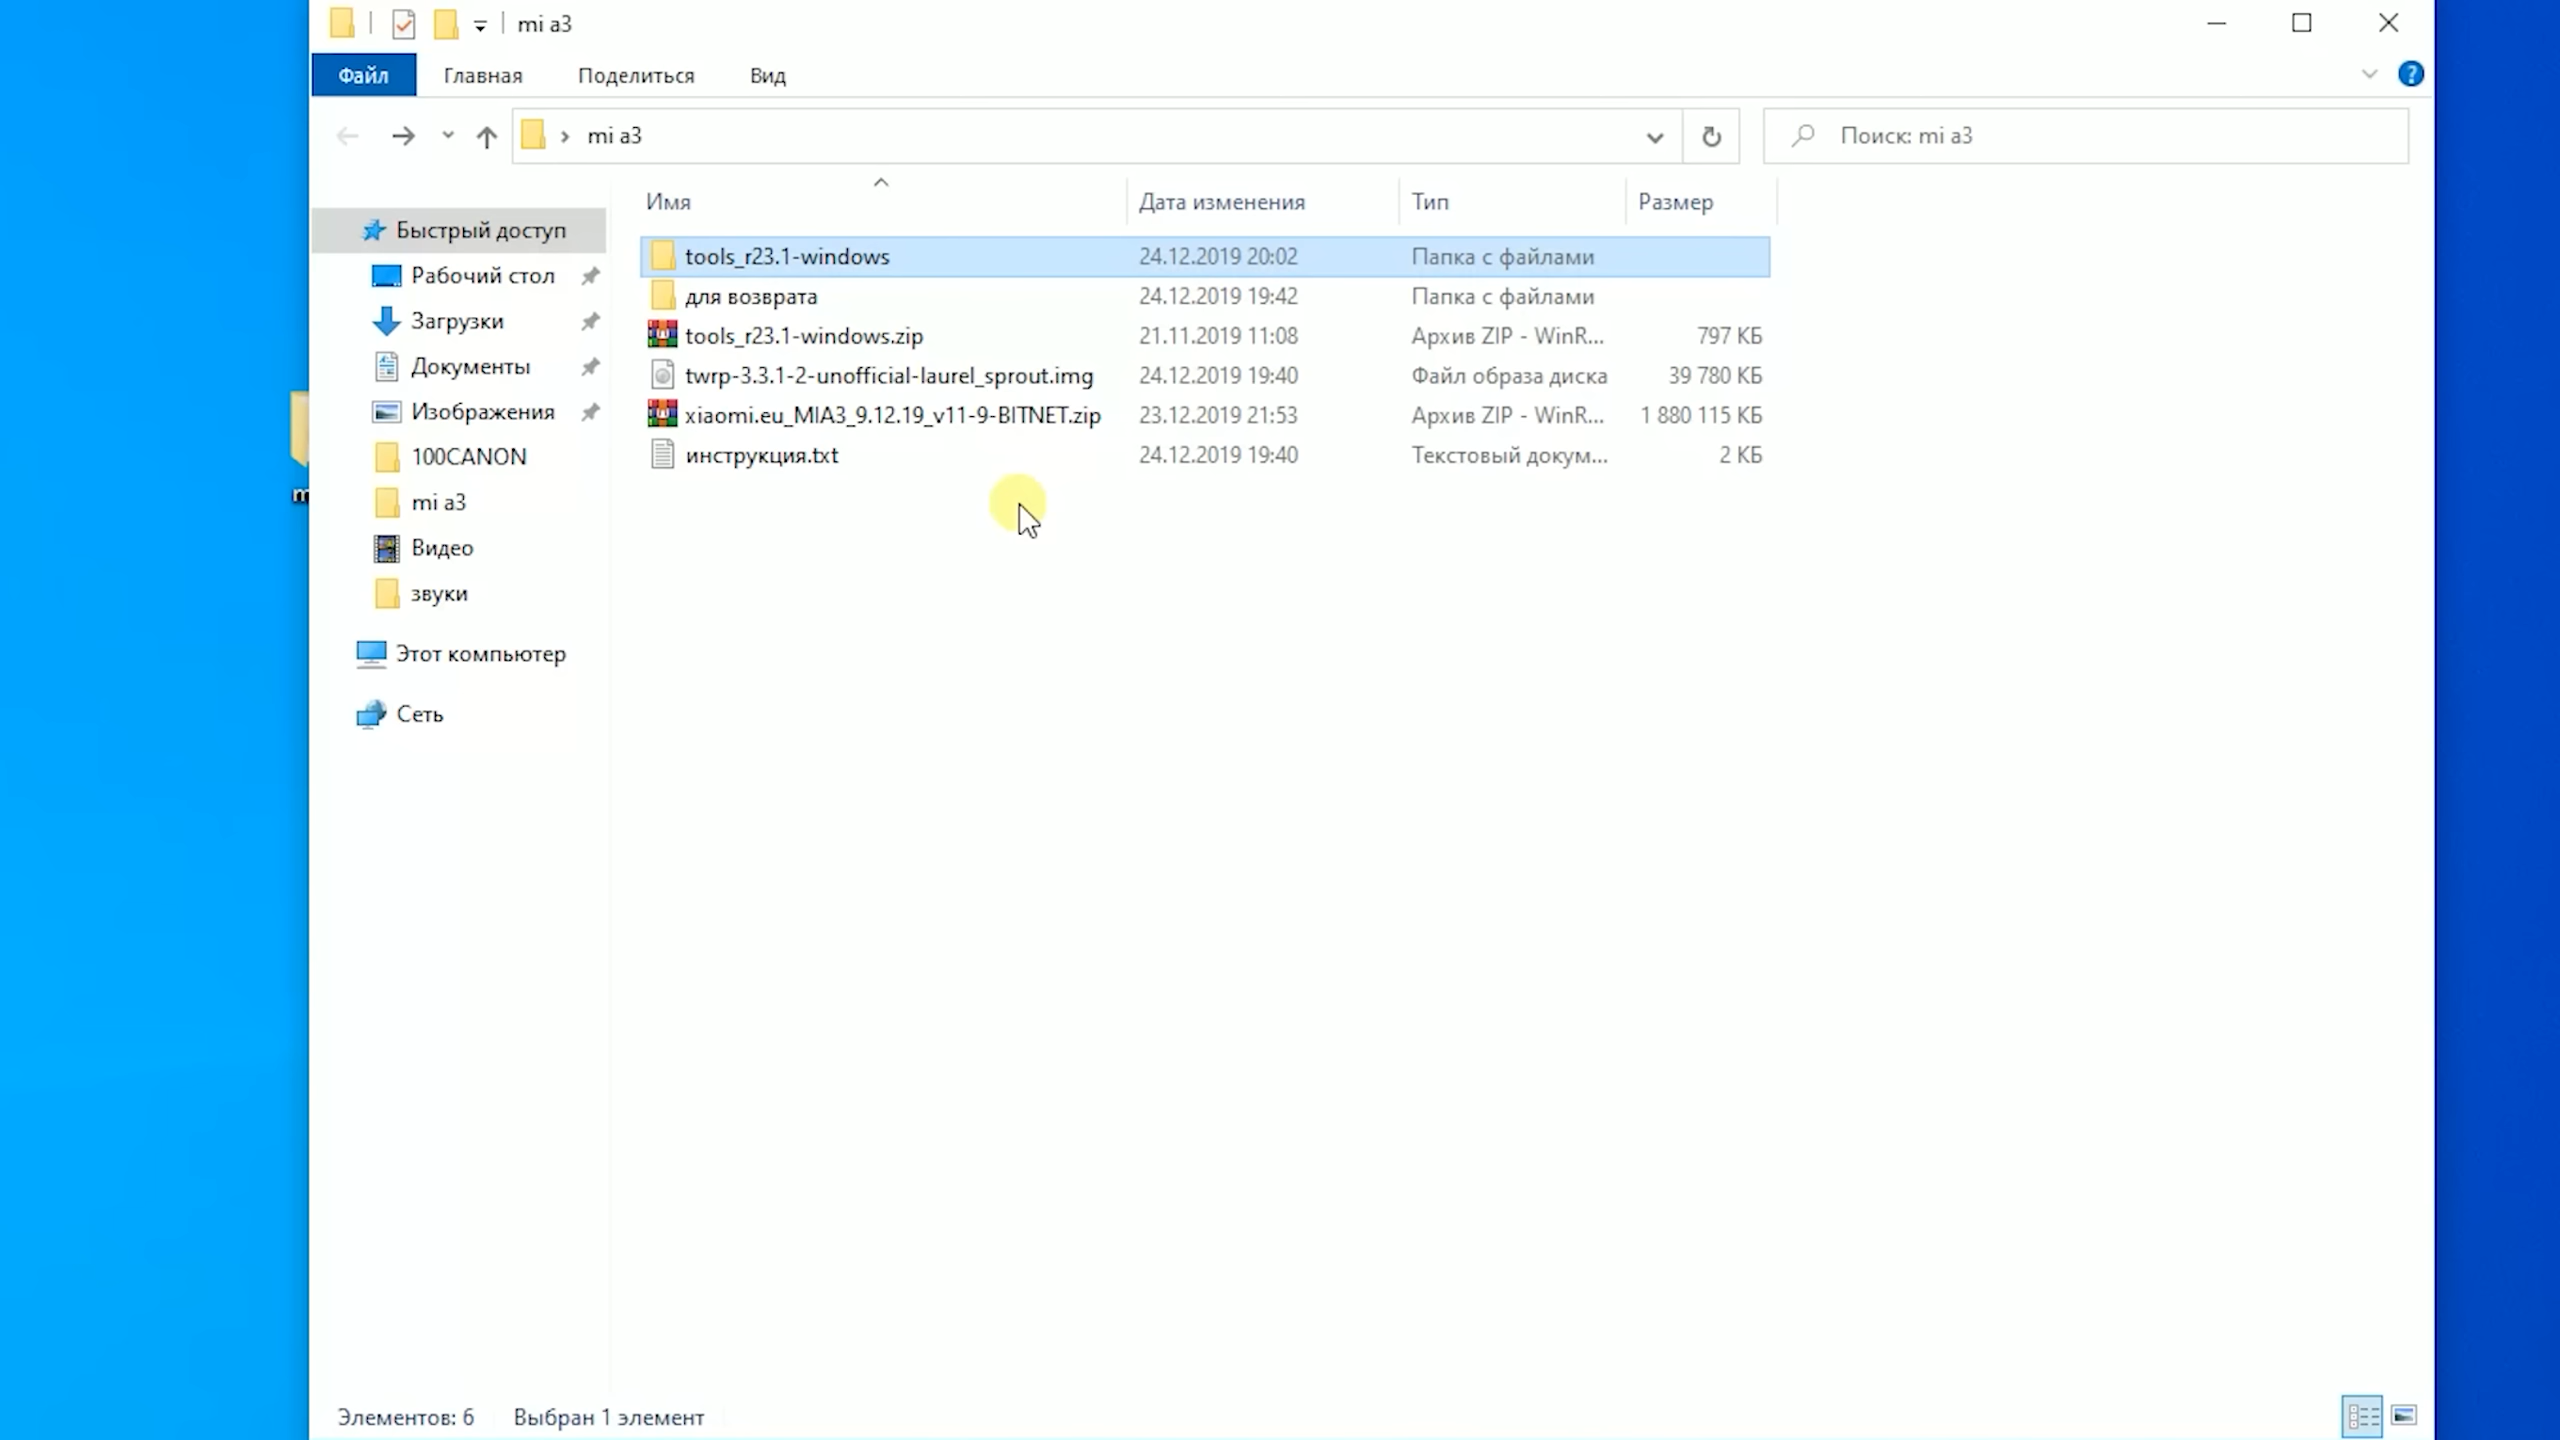 mi a3
Файл Главная Поделиться Вид
mi a3 Поиск: mi a3
Имя Дата изменения Тип Размер
Быстрый доступ
Рабочий стол
Загрузки
Документы
Изображения
100CANON
mi a3
Видео
звуки
Этот компьютер
Сеть
tools_r23.1-windows 24.12.2019 20:02 Папка с файлами
для возврата 24.12.2019 19:42 Папка с файлами
tools_r23.1-windows.zip 21.11.2019 11:08 Архив ZIP - WinR... 797 КБ
twrp-3.3.1-2-unofficial-laurel_sprout.img 24.12.2019 19:40 Файл образа диска 39 780 КБ
xiaomi.eu_MIA3_9.12.19_v11-9-BITNET.zip 23.12.2019 21:53 Архив ZIP - WinR... 1 880 115 КБ
инструкция.txt 24.12.2019 19:40 Текстовый докум... 2 КБ
Элементов: 6 Выбран 1 элемент